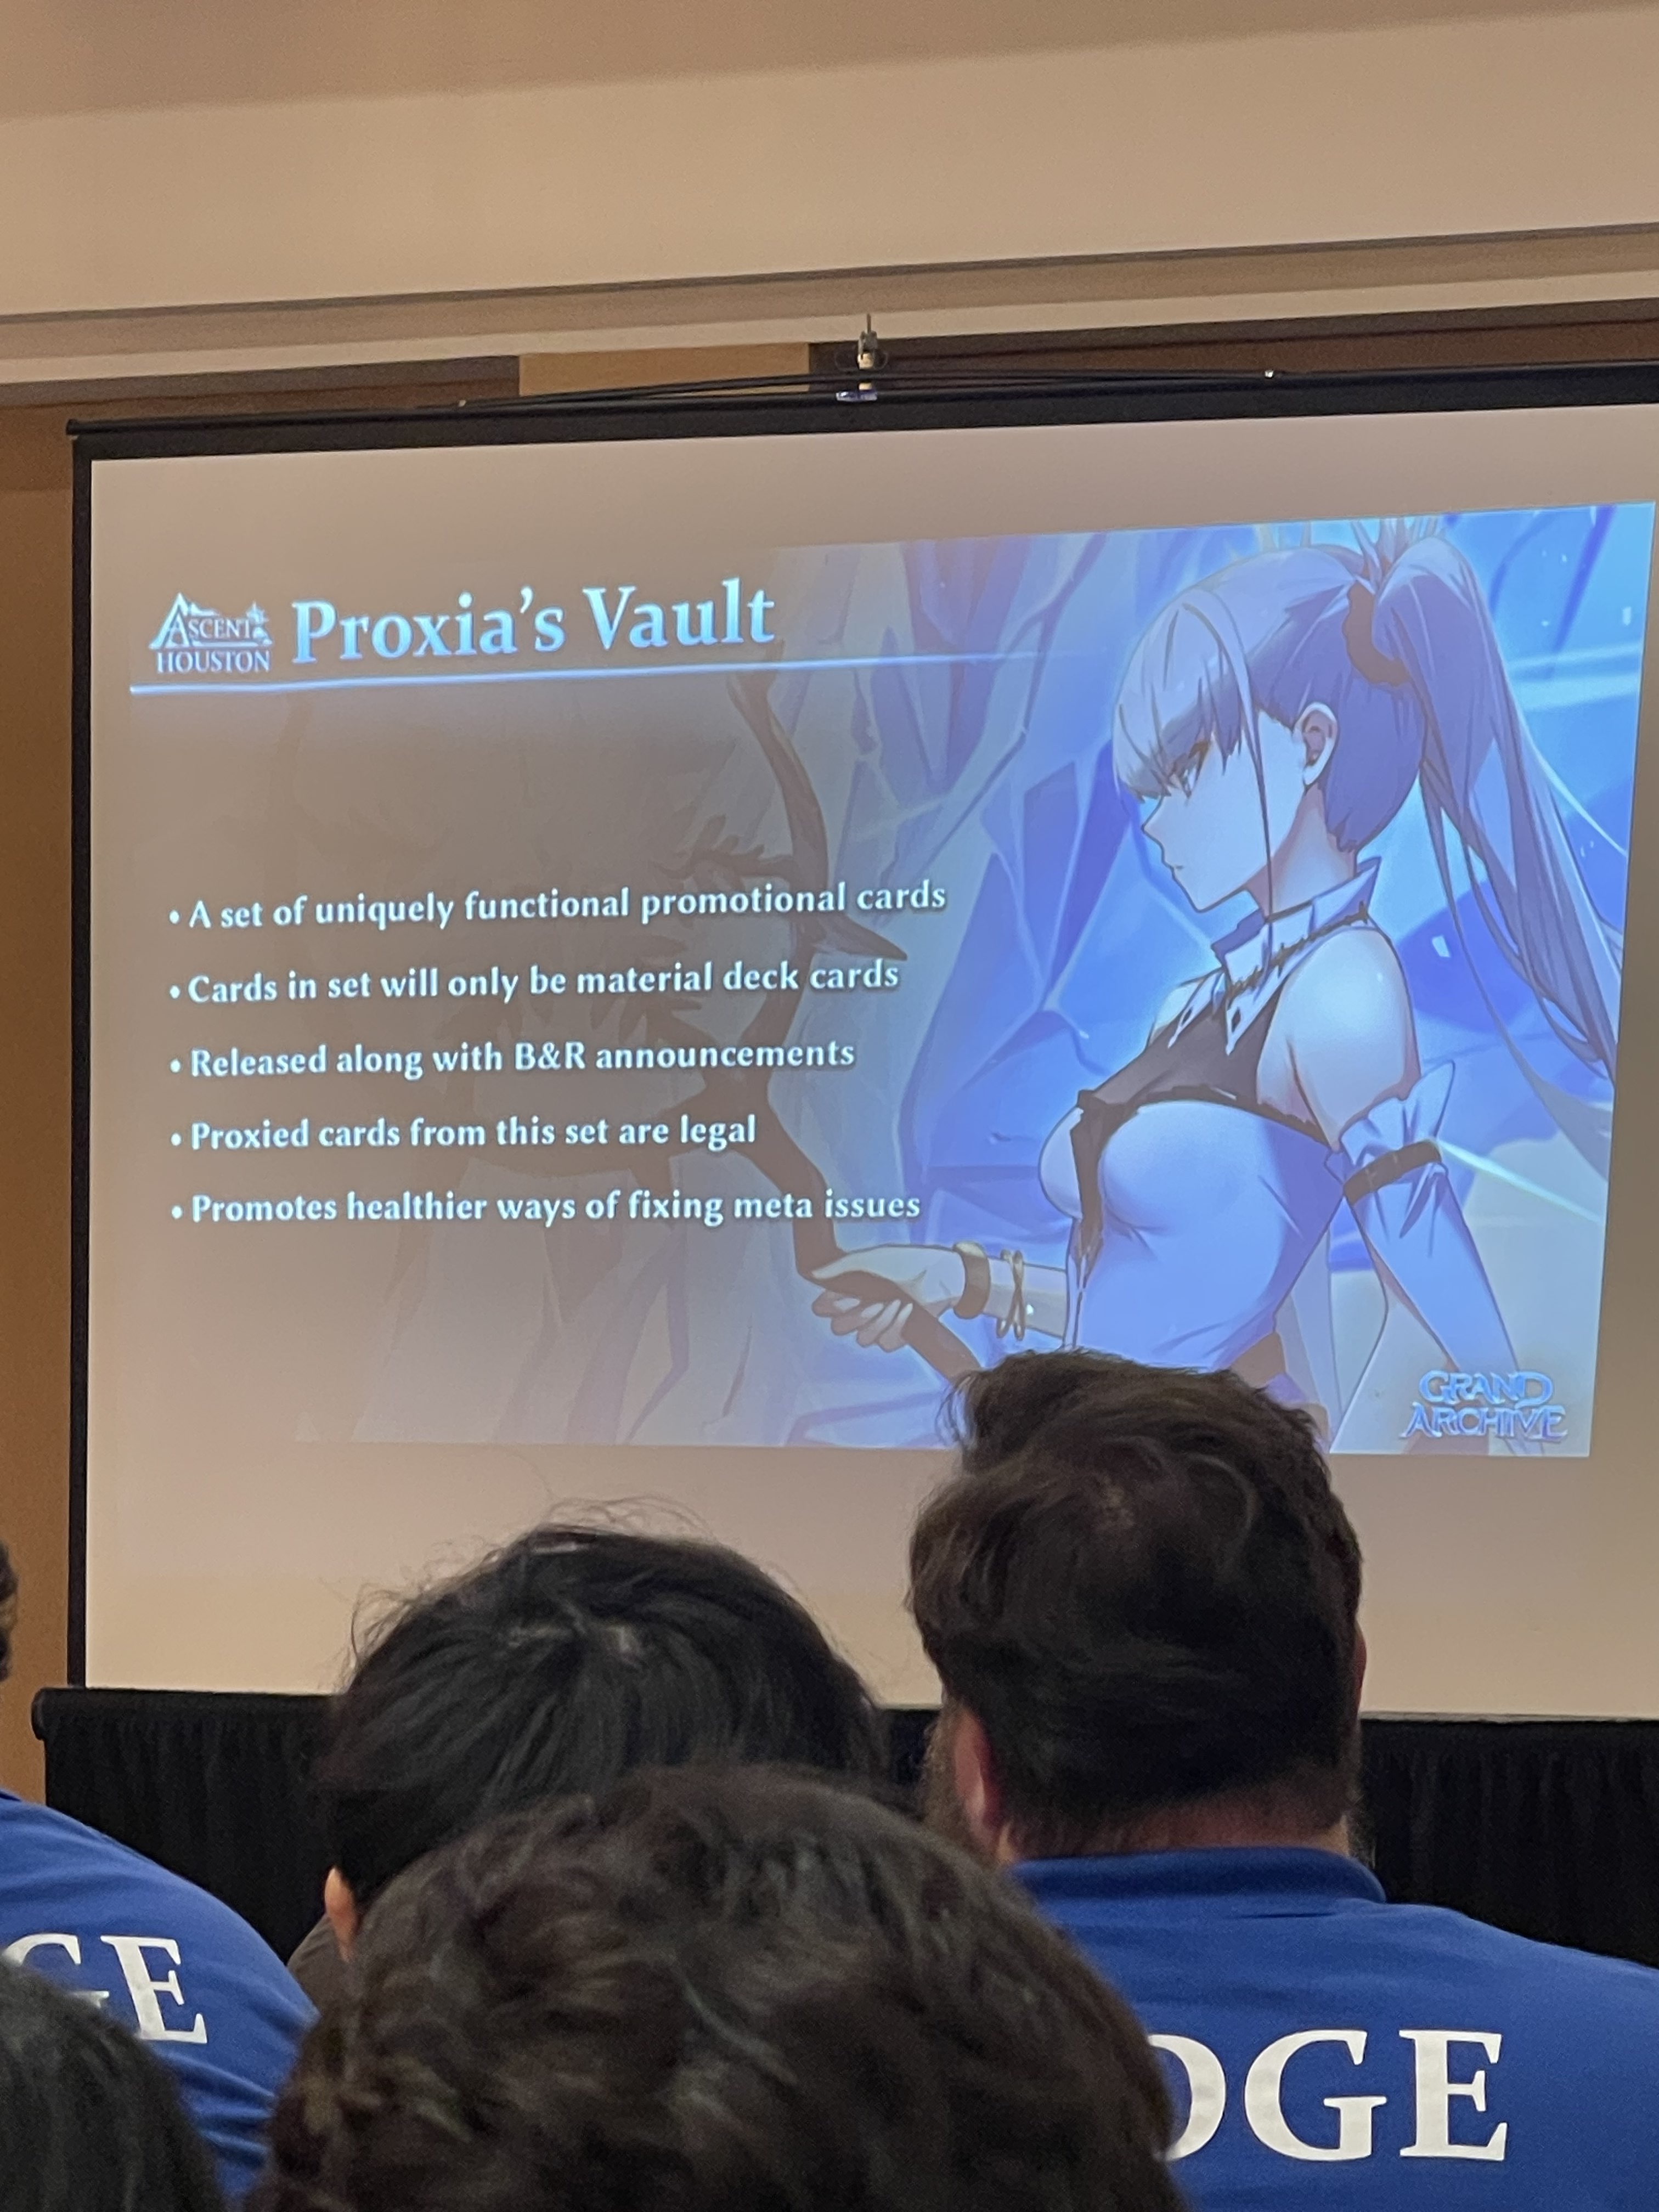 ASCENT
HOUSTON
Proxia's Vault
• A set of uniquely functional promotional cards
• Cards in set will only be material deck cards
• Released along with B&R announcements
• Proxied cards from this set are legal
• Promotes healthier ways of fixing meta issues
GRAND
ARCHIVE
GE
DGE